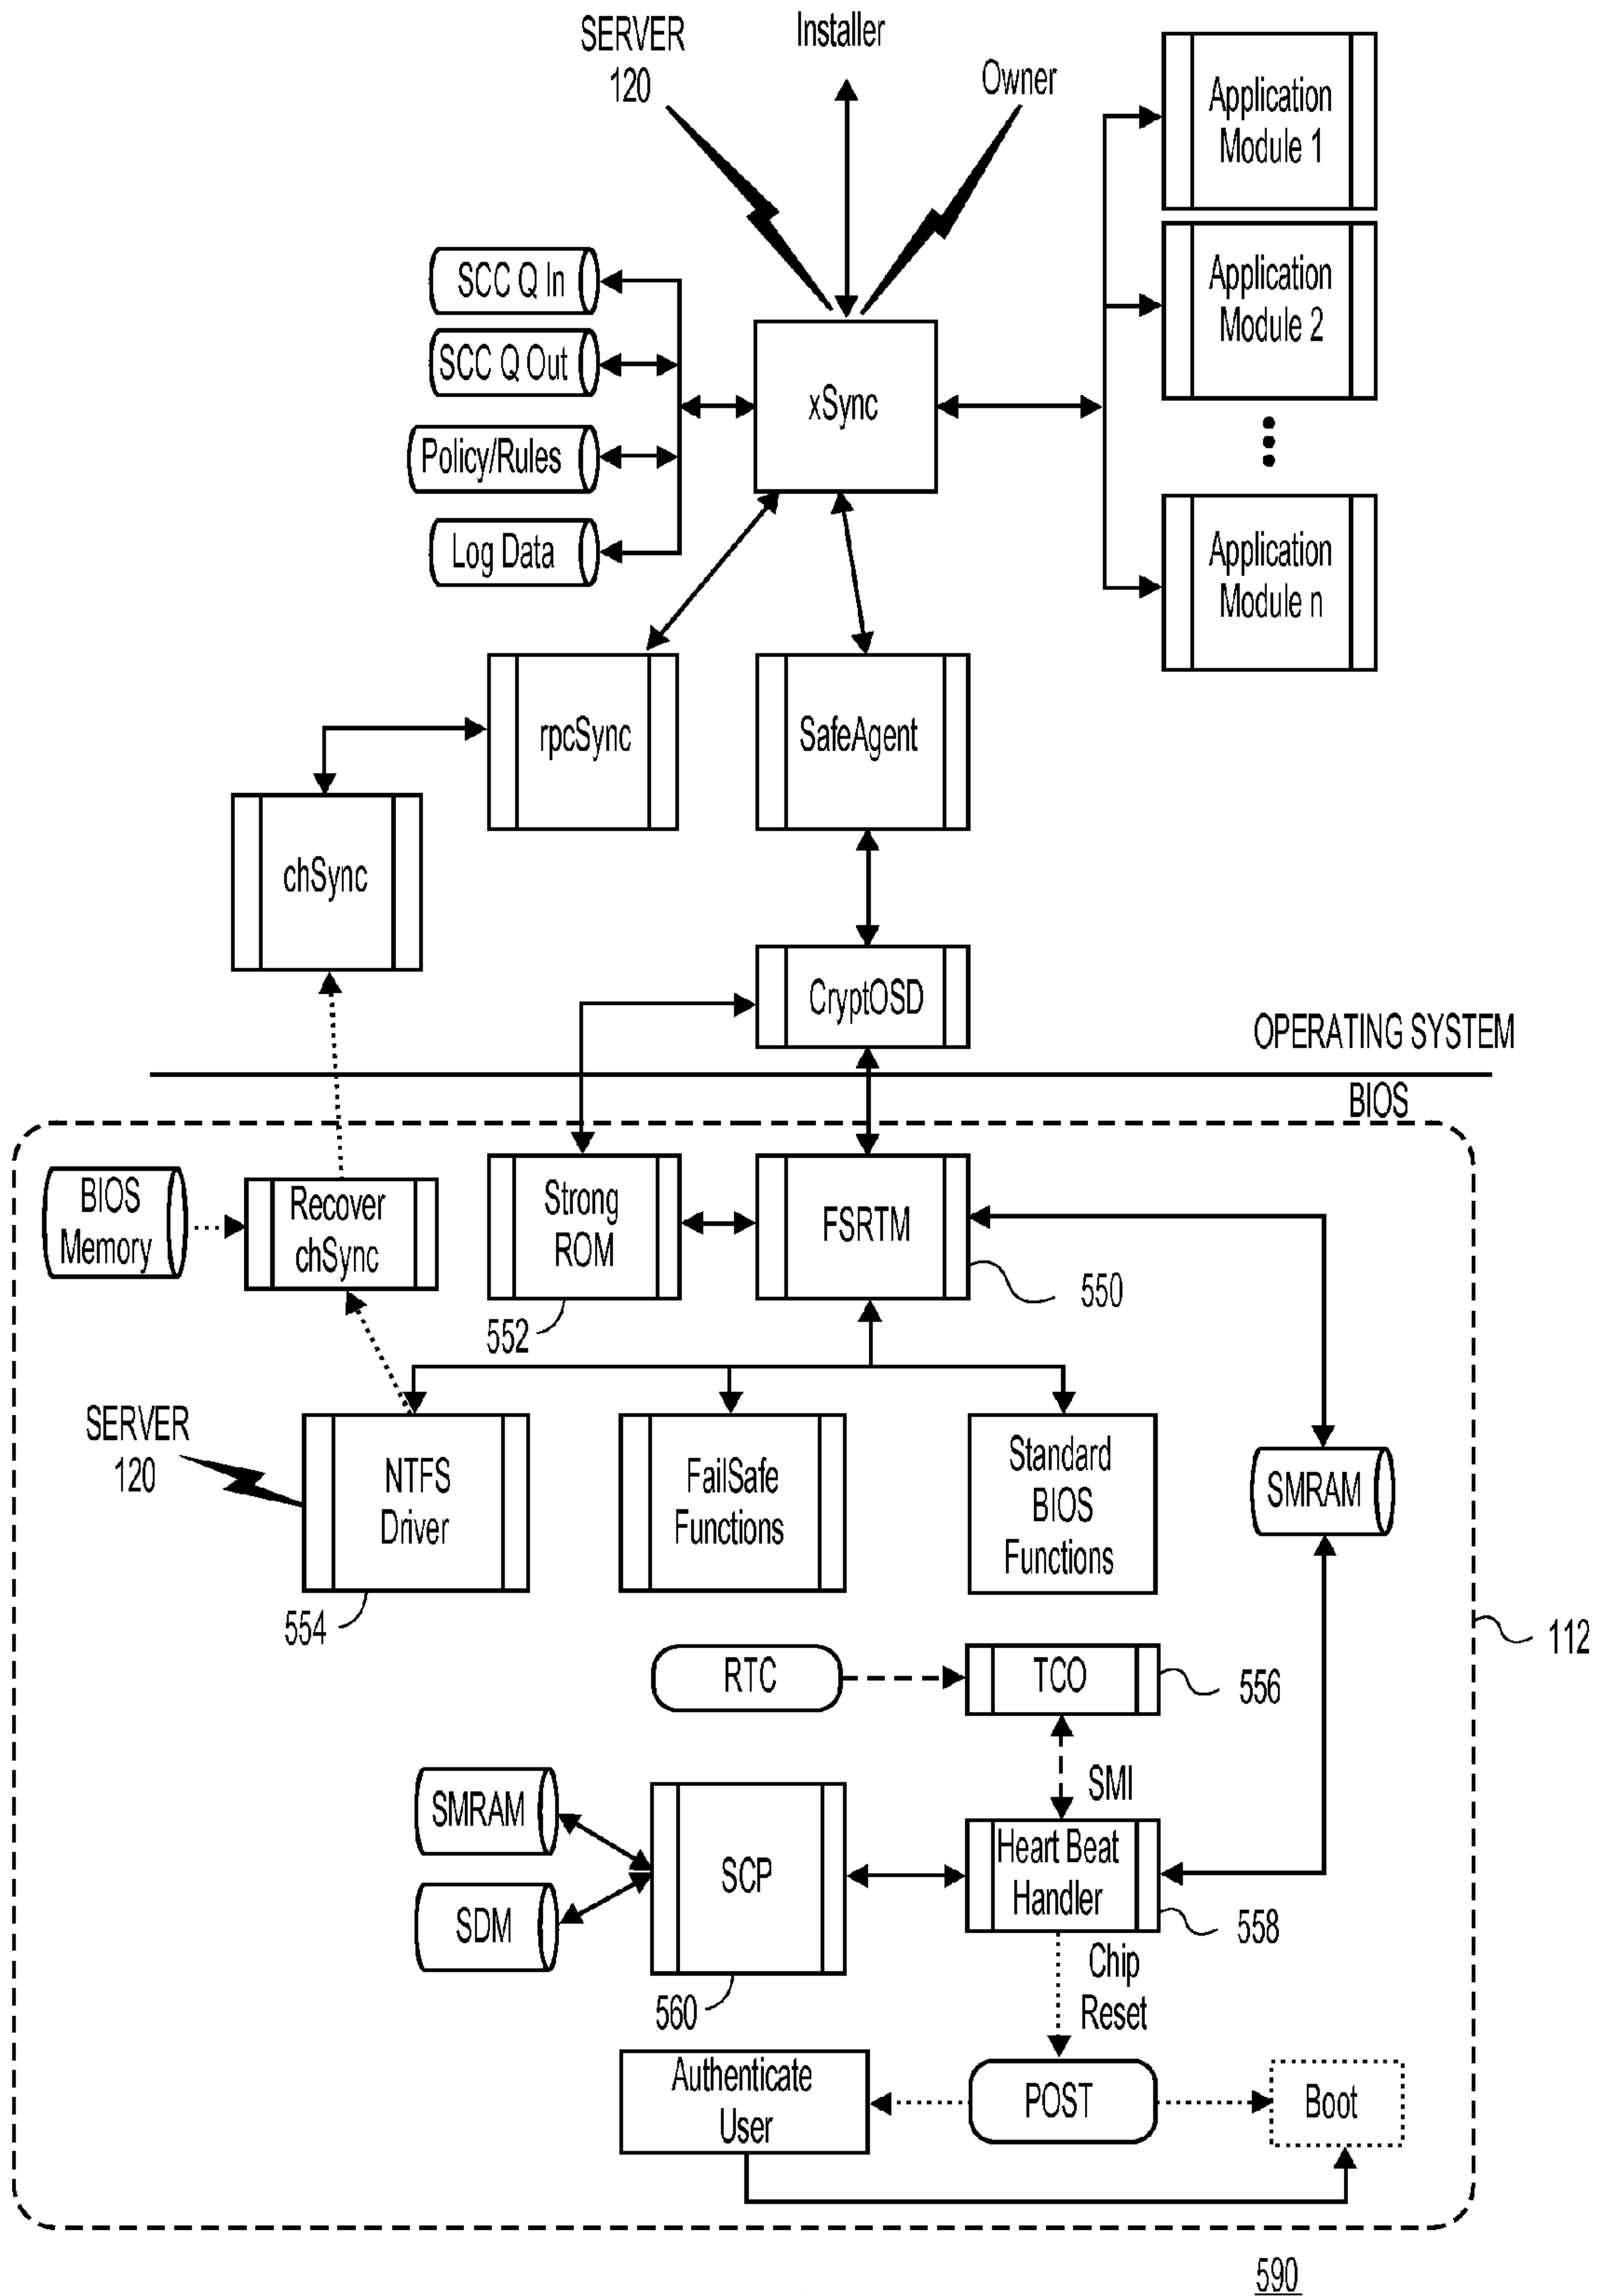 SERVER
120
Installer
Owner
Application
Module 1
SCC Q In
Application
Module 2
SCC Q Out
xSync
Policy/Rules
Log Data
Application
Module n
rpcSync
SafeAgent
chSync
CryptOSD
OPERATING SYSTEM
BIOS
BIOS
Memory
Recover
chSync
Strong
ROM
FSRTM
550
552
SERVER
120
NTFS
Driver
FailSafe
Functions
Standard
BIOS
Functions
SMRAM
554
112
RTC
TCO
556
SMI
SMRAM
SCP
Heart Beat
Handler
SDM
558
Chip
Reset
560
Authenticate
User
POST
Boot
590